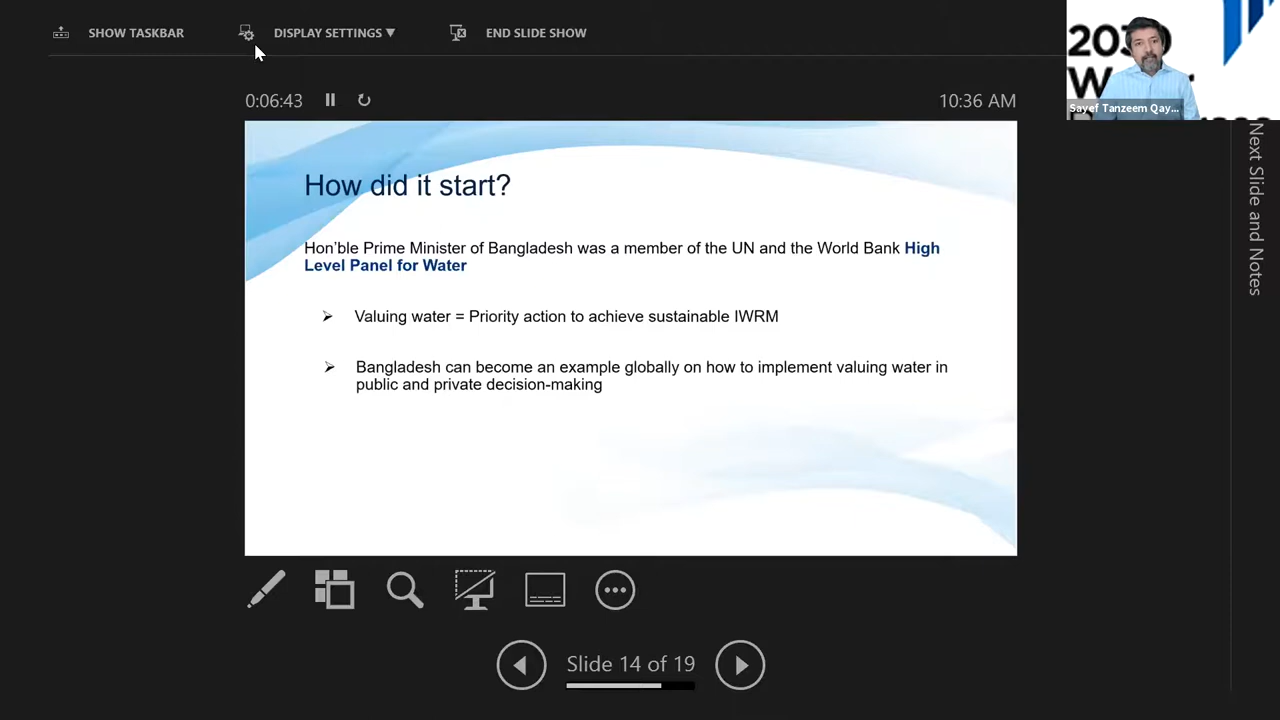 SHOW TASKBAR
DISPLAY SETTINGS ▼
END SLIDE SHOW
Sayef Tanzeem Qay...
0:06:43
10:36 AM
How did it start?
Hon'ble Prime Minister of Bangladesh was a member of the UN and the World Bank High
Level Panel for Water
➢ Valuing water = Priority action to achieve sustainable IWRM
➢ Bangladesh can become an example globally on how to implement valuing water in
public and private decision-making
Slide 14 of 19
Next Slide and Notes